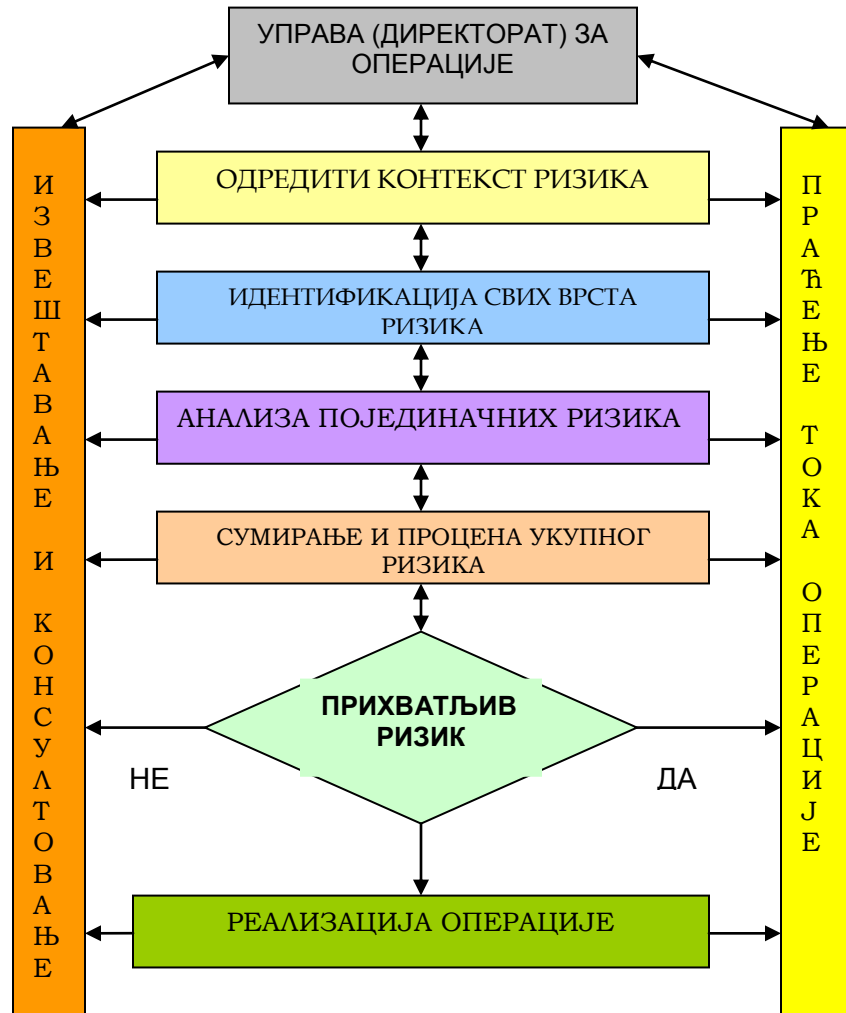 УПРАВА (ДИРЕКТОРАТ) ЗА
ОПЕРАЦИЈЕ
ИЗВЕШТАВАЊЕ И КОНСУЛТОВАЊЕ
ОДРЕДИТИ КОНТЕКСТ РИЗИКА
ИДЕНТИФИКАЦИЈА СВИХ ВРСТА
РИЗИКА
АНАЛИЗА ПОЈЕДИНАЧНИХ РИЗИКА
СУМИРАЊЕ И ПРОЦЕНА УКУПНОГ
РИЗИКА
ПРИХВАТЉИВ
РИЗИК
НЕ
ДА
РЕАЛИЗАЦИЈА ОПЕРАЦИЈЕ
ПРАЋЕЊЕ ТОКА ОПЕРАЦИЈЕ